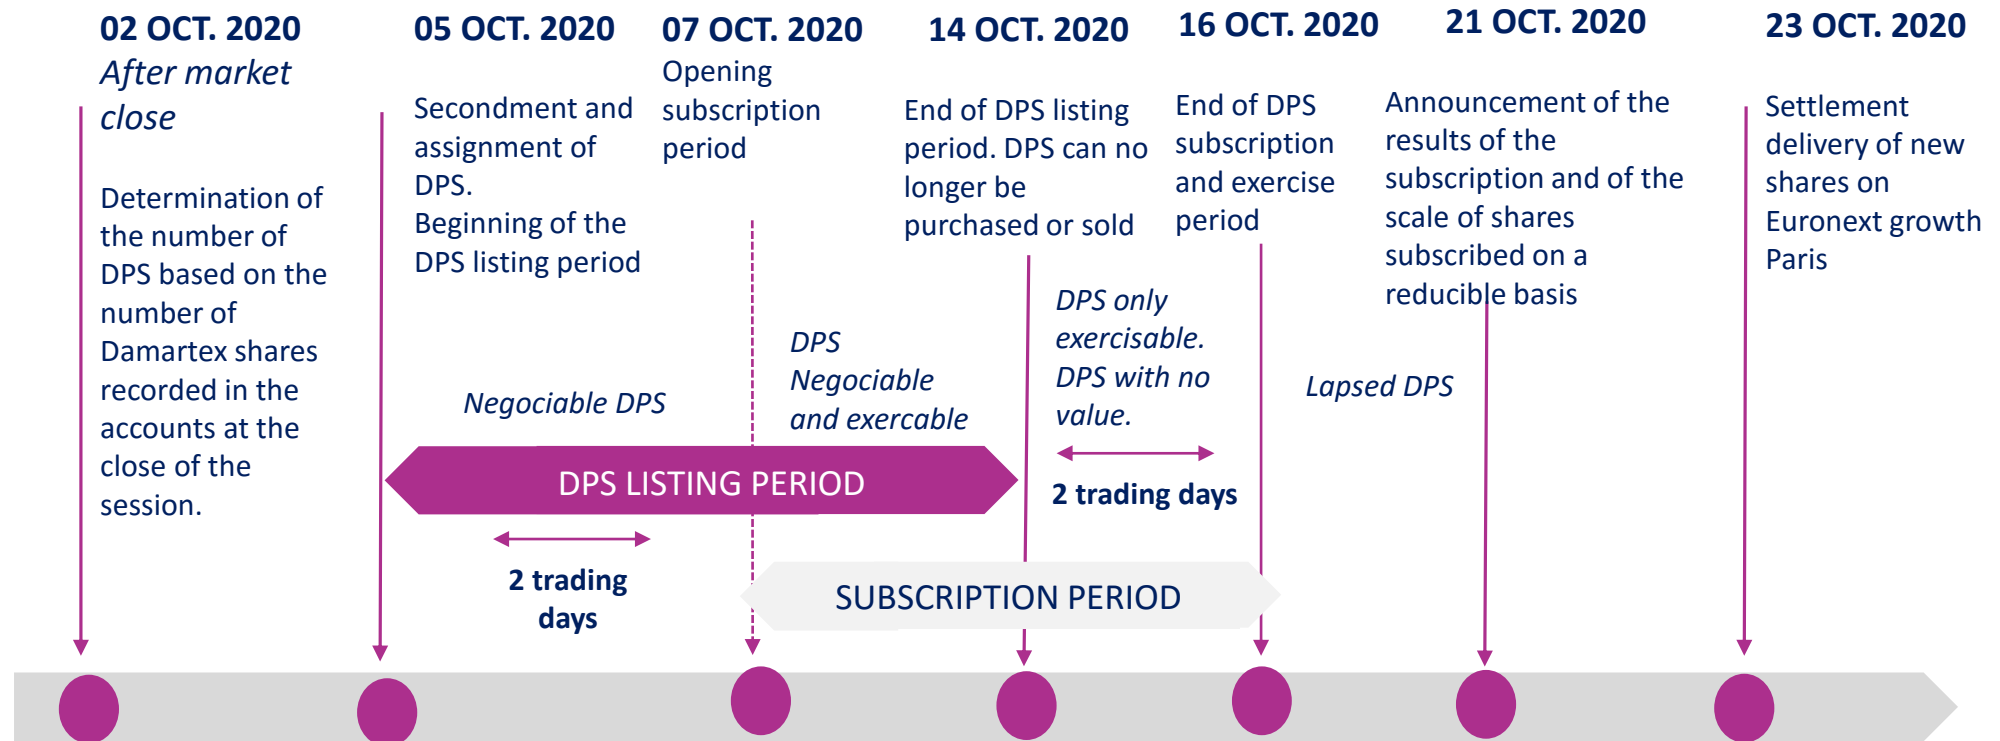 02 OCT. 2020
After market
close
Determination of
the number of
DPS based on the
number of
Damartex shares
recorded in the
accounts at the
close of the
session.
05 OCT. 2020
Secondment and
assignment of
DPS.
Beginning of the
DPS listing period
07 OCT. 2020
Opening
subscription
period
14 OCT. 2020
End of DPS listing
period. DPS can no
longer be
purchased or sold
16 OCT. 2020
End of DPS
subscription
and exercise
period
21 OCT. 2020
Announcement of the
results of the
subscription and of the
scale of shares
subscribed on a
reducible basis
23 OCT. 2020
Settlement
delivery of new
shares on
Euronext growth
Paris
Negociable DPS
DPS
Negociable
and exercable
DPS only
exercisable.
DPS with no
value.
Lapsed DPS
DPS LISTING PERIOD
2 trading days
2 trading
days
SUBSCRIPTION PERIOD